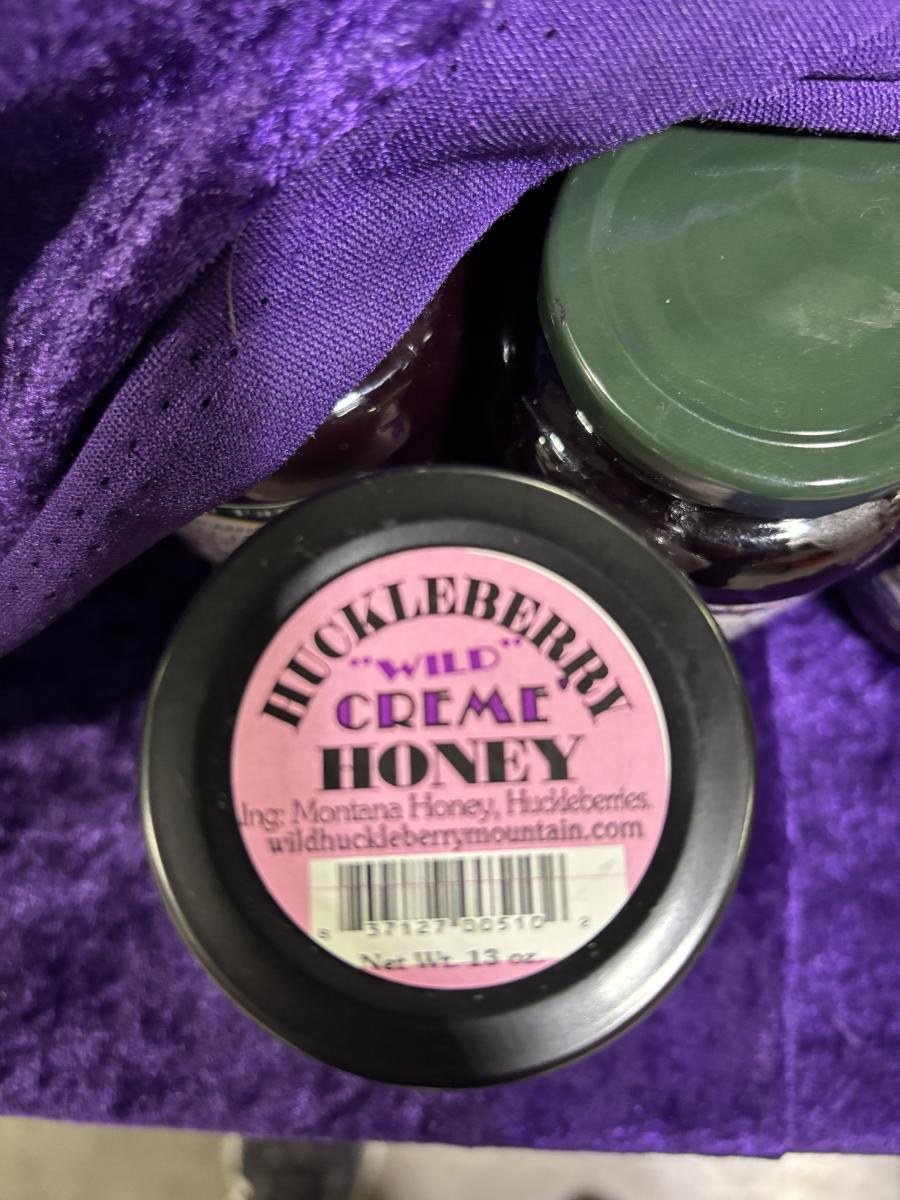 HUCKLEBERRY
"WILD"
CREME
HONEY
Ing: Montana Honey, Huckleberries.
wildhuckleberrymountain.com
8 37127 00510 2
Net Wt. 13 oz.